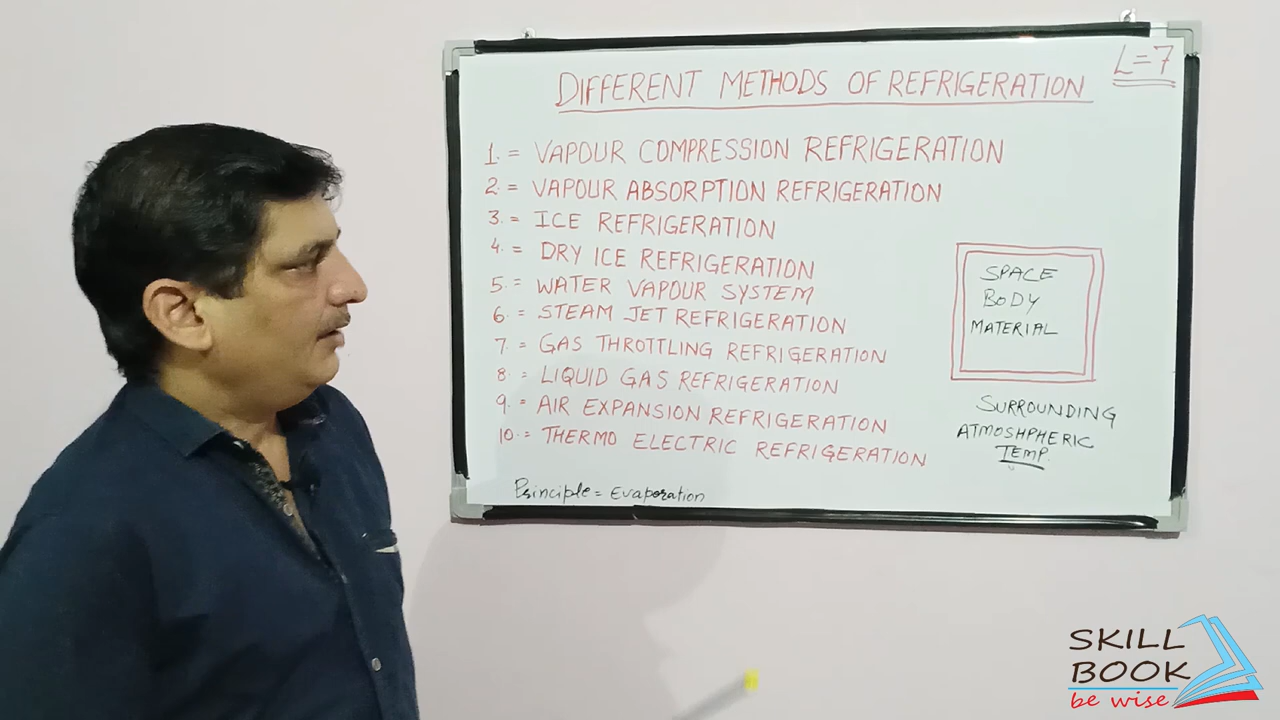 L=7
DIFFERENT METHODS OF REFRIGERATION
1. = VAPOUR COMPRESSION REFRIGERATION
2. = VAPOUR ABSORPTION REFRIGERATION
3. = ICE REFRIGERATION
4. = DRY ICE REFRIGERATION
5. = WATER VAPOUR SYSTEM
6. = STEAM JET REFRIGERATION
7 = GAS THROTTLING REFRIGERATION
8. = LIQUID GAS REFRIGERATION
9. = AIR EXPANSION REFRIGERATION
10. = THERMO ELECTRIC REFRIGERATION
Principle = Evaporation
SPACE
BODY
MATERIAL
SURROUNDING
ATMOSHPHERIC
TEMP.
SKILL
BOOK
be wise